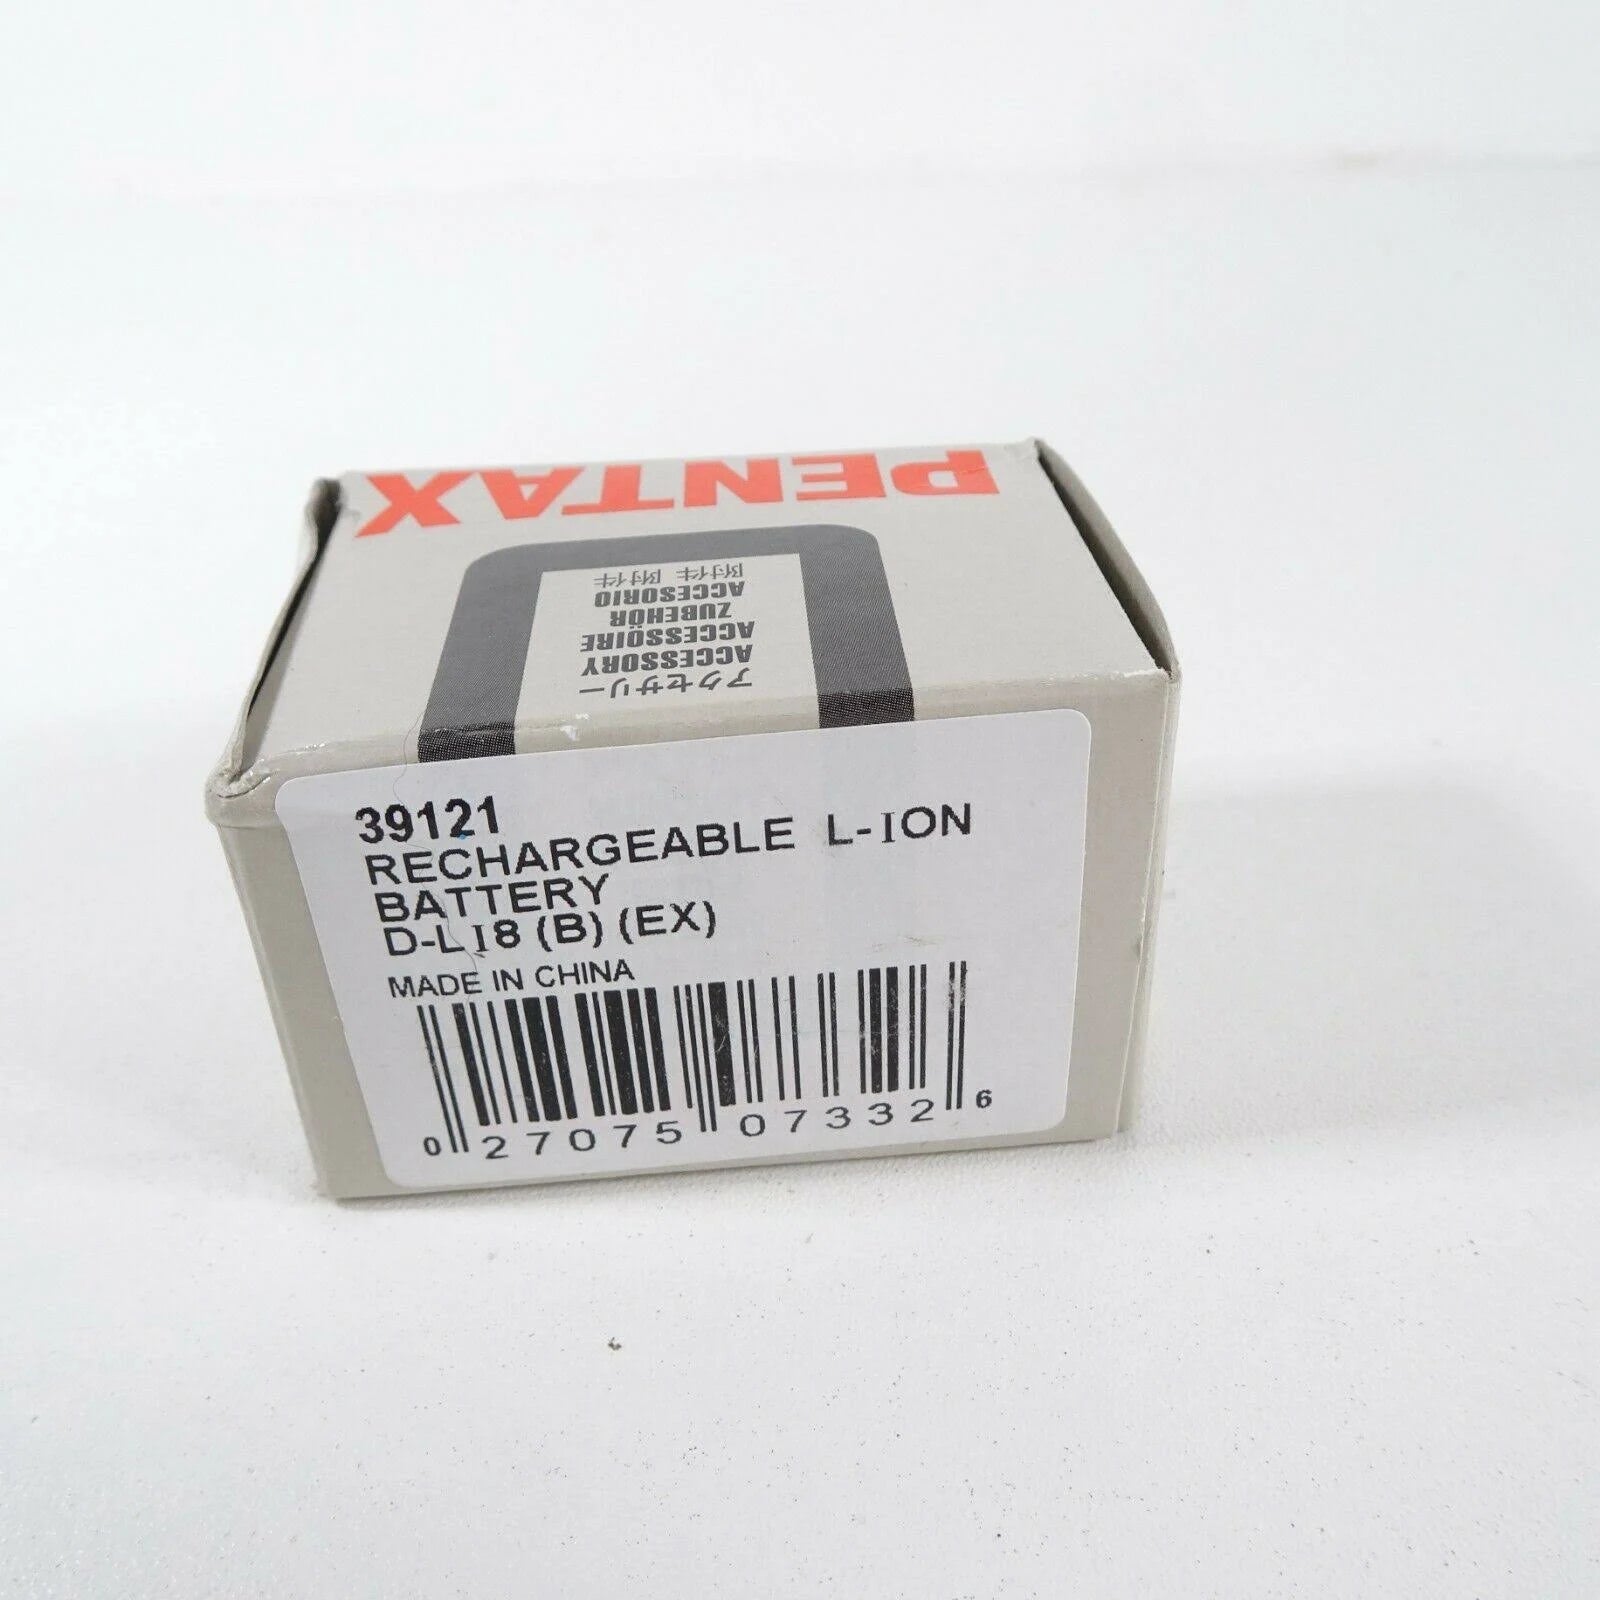 PENTAX
アクセサリー
ACCESSORY
ACCESSOIRE
ZUBEHÖR
ACCESORIO
附件 附件
39121
RECHARGEABLE L-ION
BATTERY
D-LI8 (B) (EX)
MADE IN CHINA
0 27075 07332 6